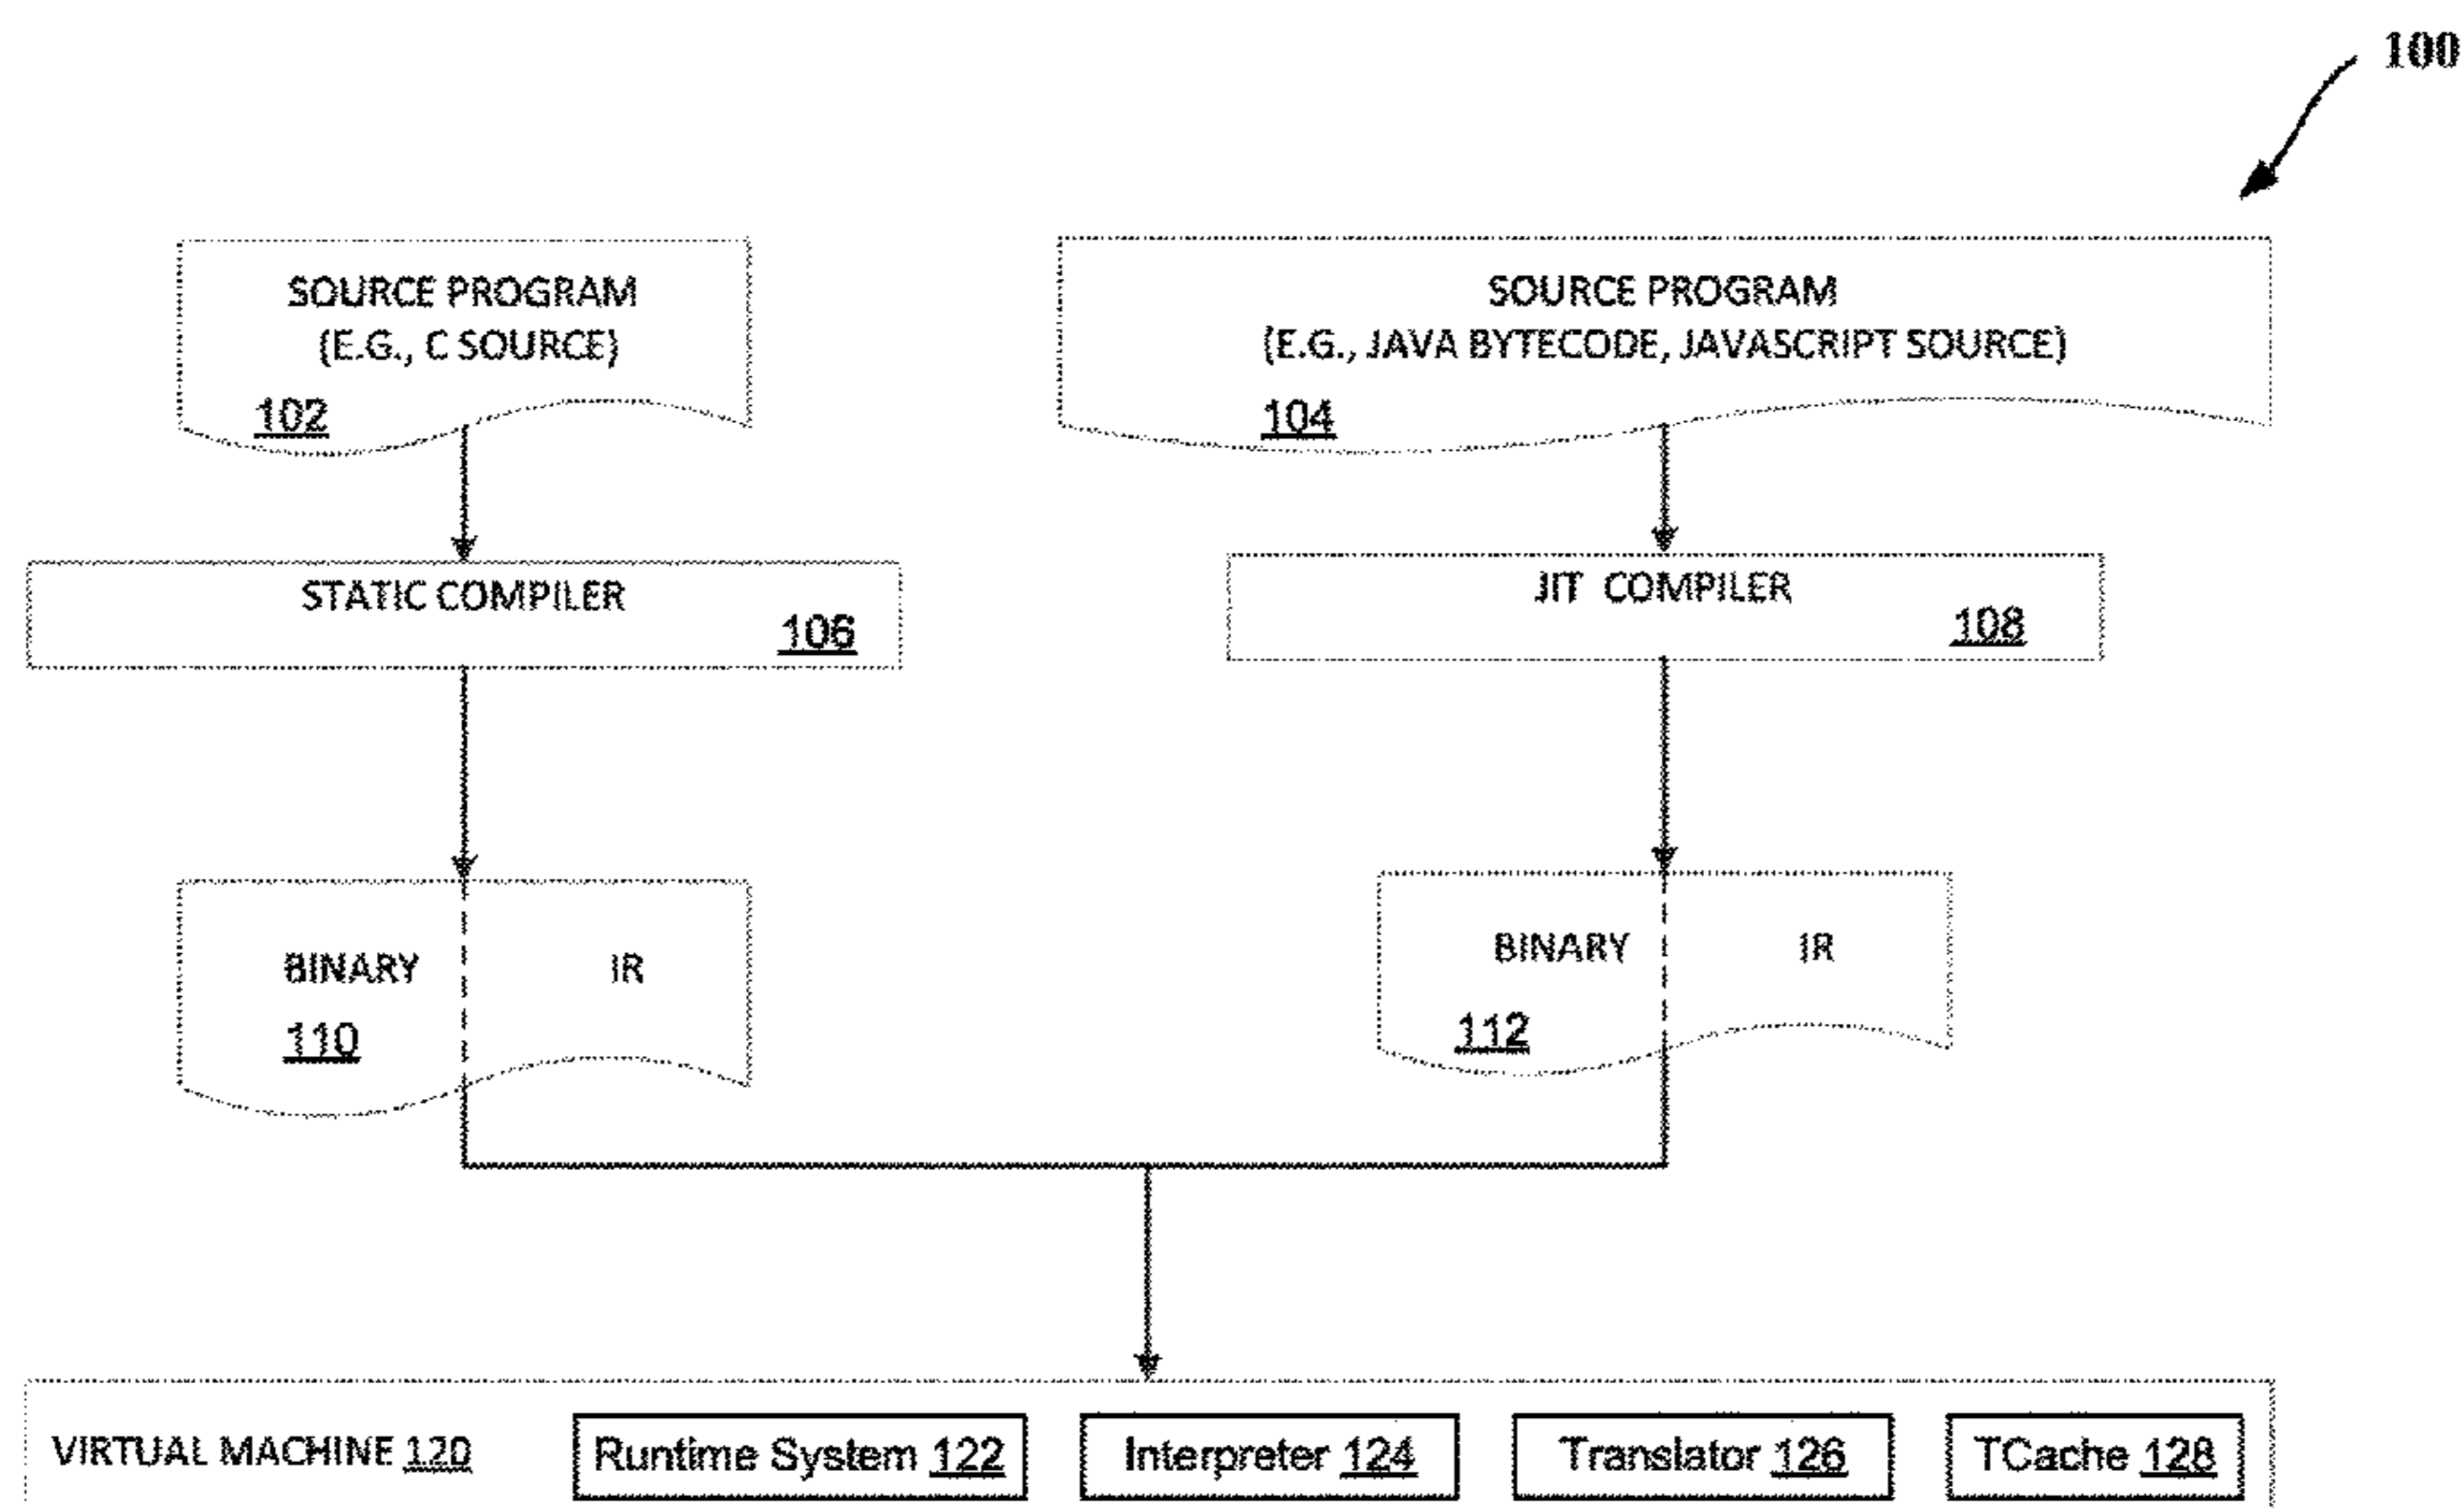 100
SOURCE PROGRAM
(E.G., C SOURCE)
102
SOURCE PROGRAM
(E.G., JAVA BYTECODE, JAVASCRIPT SOURCE)
104
STATIC COMPILER
106
JIT COMPILER
108
BINARY IR
110
BINARY IR
112
VIRTUAL MACHINE 120
Runtime System 122
Interpreter 124
Translator 126
TCache 128